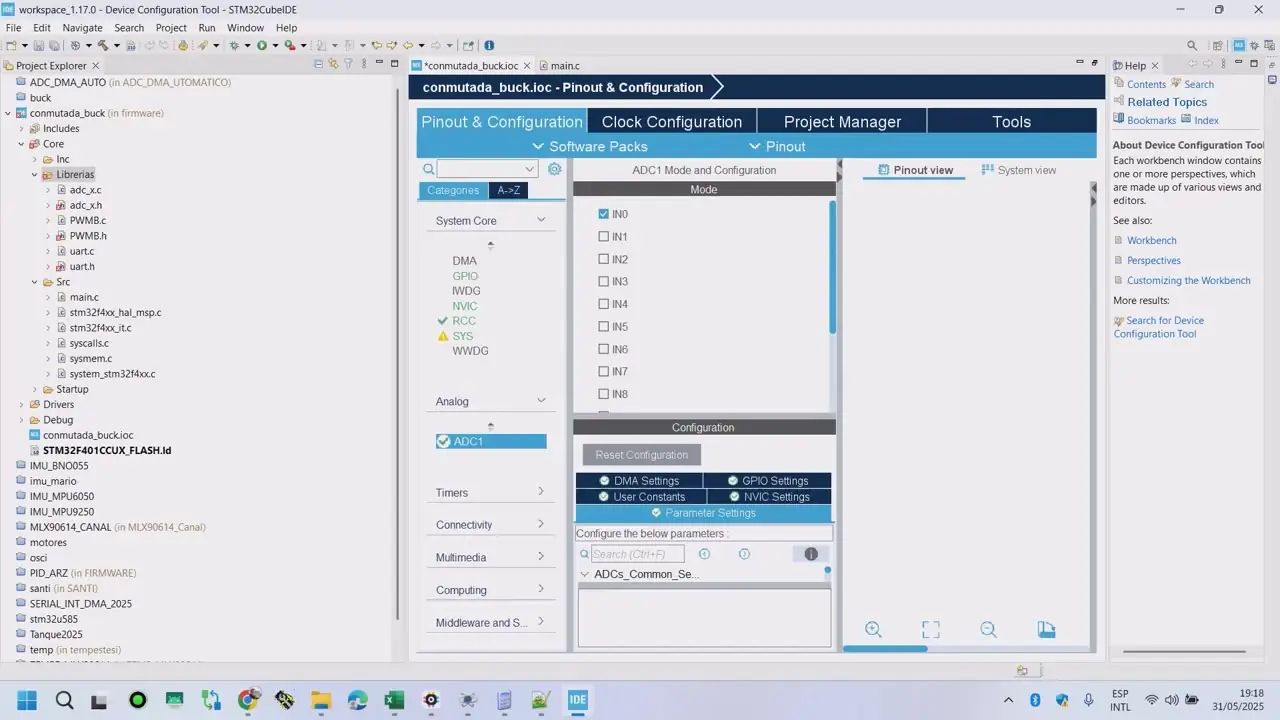 workspace_1.17.0 - Device Configuration Tool - STM32CubeIDE
File Edit Navigate Search Project Run Window Help
Project Explorer
ADC_DMA_AUTO (in ADC_DMA_UTOMATICO)
buck
conmutada_buck (in firmware)
Includes
Core
Inc
Librerias
adc_x.c
adc_x.h
PWMB.c
PWMB.h
uart.c
uart.h
Src
main.c
stm32f4xx_hal_msp.c
stm32f4xx_it.c
syscalls.c
sysmem.c
system_stm32f4xx.c
Startup
Drivers
Debug
conmutada_buck.ioc
STM32F401CCUX_FLASH.ld
IMU_BNO055
imu_mario
IMU_MPU6050
IMU_MPU9250
MLX90614_CANAL (in MLX90614_Canal)
motores
osci
PID_ARZ (in FIRMWARE)
santi (in SANTI)
SERIAL_INT_DMA_2025
stm32u585
Tanque2025
temp (in tempestesi)
*conmutada_buck.ioc main.c
conmutada_buck.ioc - Pinout & Configuration
Pinout & Configuration Clock Configuration Project Manager Tools
Software Packs Pinout
Categories A->Z
System Core
DMA
GPIO
IWDG
NVIC
RCC
SYS
WWDG
Analog
ADC1
Timers
Connectivity
Multimedia
Computing
Middleware and S...
ADC1 Mode and Configuration
Mode
IN0
IN1
IN2
IN3
IN4
IN5
IN6
IN7
IN8
Configuration
Reset Configuration
DMA Settings GPIO Settings
User Constants NVIC Settings
Parameter Settings
Configure the below parameters :
Search (Ctrl+F)
ADCs_Common_Se...
Pinout view System view
Help
Contents Search
Related Topics
Bookmarks Index
About Device Configuration Tool
Each workbench window contains
one or more perspectives, which
are made up of various views and
editors.
See also:
Workbench
Perspectives
Customizing the Workbench
More results:
Search for Device
Configuration Tool
IDE
ESP
INTL
19:18
31/05/2025